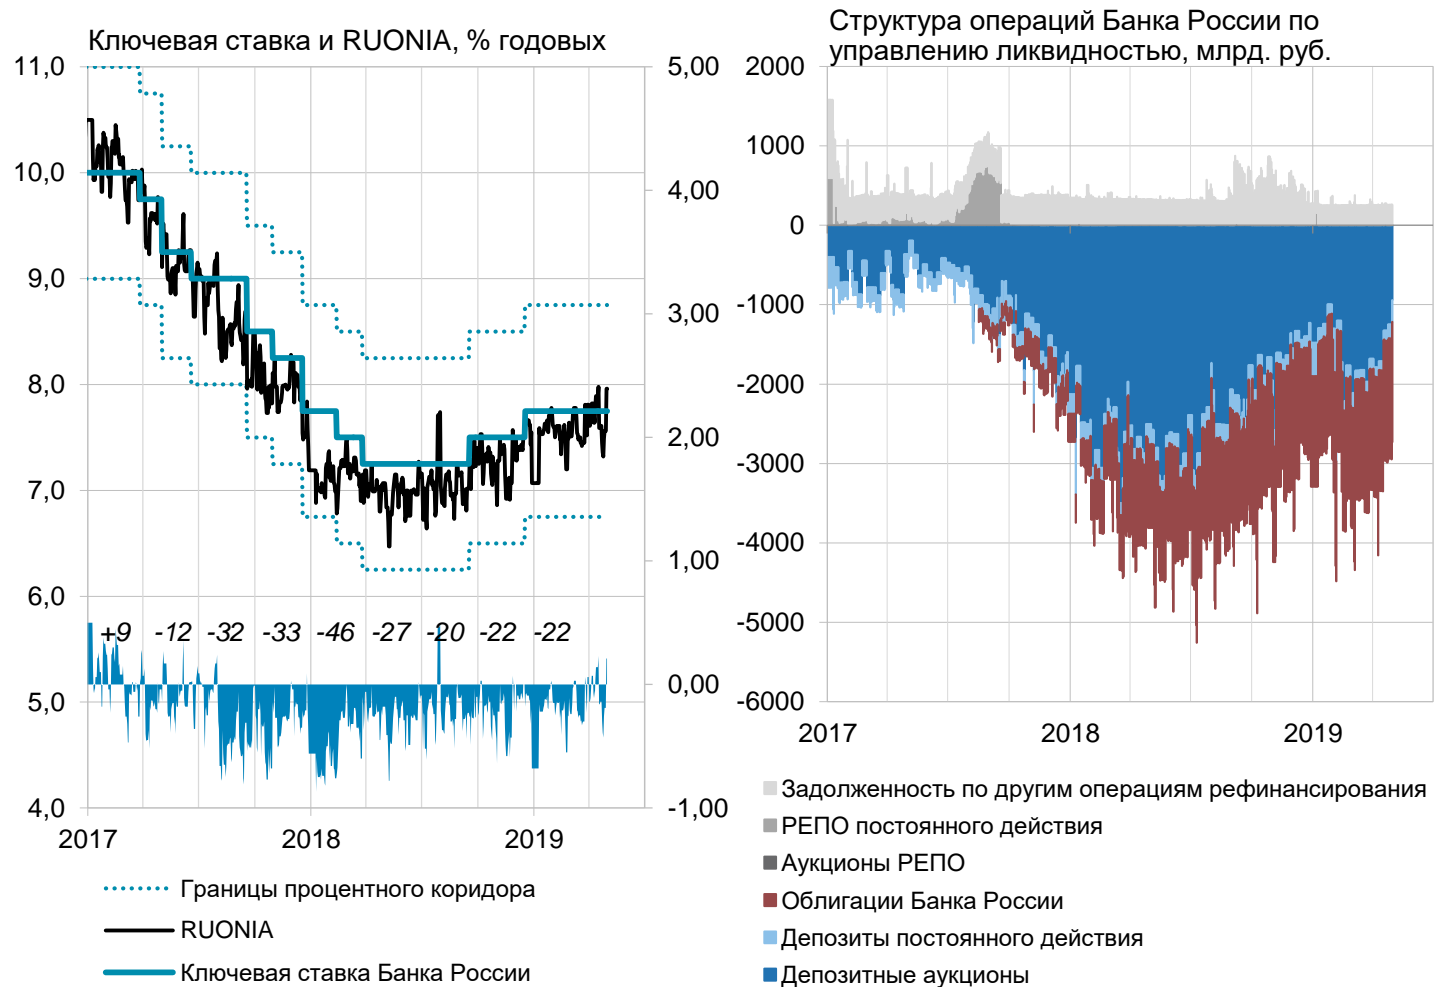 Ключевая ставка и RUONIA, % годовых
11,0
10,0
9,0
8,0
7,0
6,0
5,0
4,0
5,00
4,00
3,00
2,00
1,00
0,00
-1,00
+9 -12 -32 -33 -46 -27 -20 -22 -22
2017 2018 2019
Границы процентного коридора
RUONIA
Ключевая ставка Банка России
Структура операций Банка России по
управлению ликвидностью, млрд. руб.
2000
1000
0
-1000
-2000
-3000
-4000
-5000
-6000
2017 2018 2019
Задолженность по другим операциям рефинансирования
РЕПО постоянного действия
Аукционы РЕПО
Облигации Банка России
Депозиты постоянного действия
Депозитные аукционы